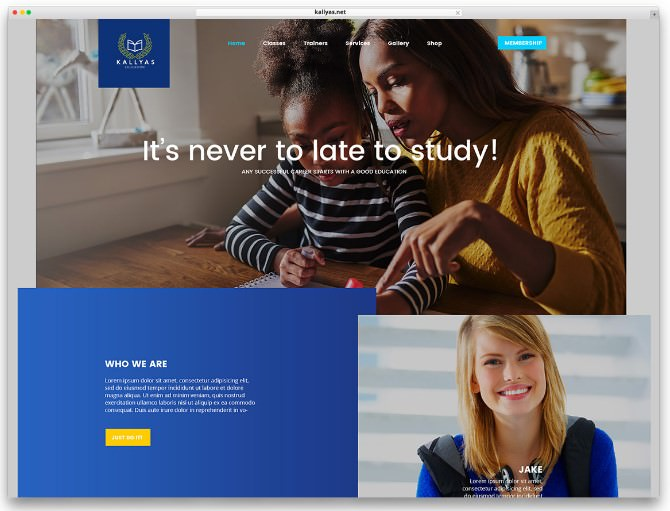 kallyas.net
KALLYAS
Home Classes Trainers Services Gallery Shop MEMBERSHIP
It's never to late to study!
ANY SUCCESSFUL CAREER STARTS WITH A GOOD EDUCATION
WHO WE ARE
Lorem ipsum dolor sit amet, consectetur adipisicing elit,
sed do eiusmod tempor incididunt ut labore et dolore
magna aliqua. Ut enim ad minim veniam, quis nostrud
exercitation ullamco laboris nisi ut aliquip ex ea commodo
consequat. Duis aute irure dolor in reprehenderit in vo-
JUST DO IT!
JAKE
Lorem ipsum dolor sit amet,
consectetur adipisicing elit, sed
do eiusmod tempor incididunt